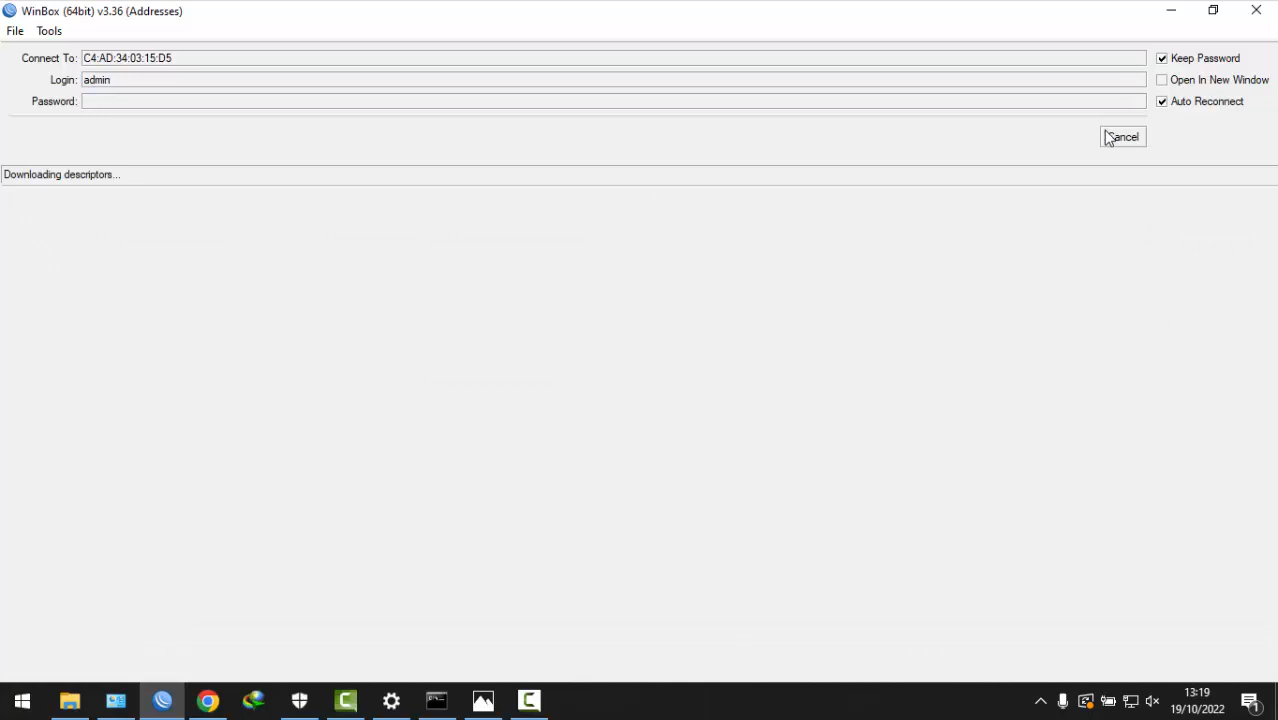 WinBox (64bit) v3.36 (Addresses)
File Tools
Connect To: C4:AD:34:03:15:D5
Keep Password
Login: admin
Open In New Window
Password:
Auto Reconnect
Cancel
Downloading descriptors...
13:19
19/10/2022
1